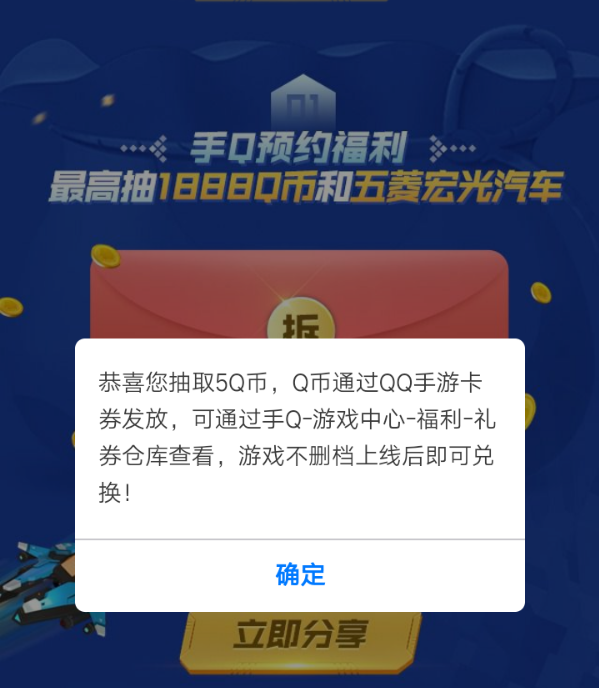 01
手Q预约福利
最高抽1888Q币和五菱宏光汽车
拆
恭喜您抽取5Q币，Q币通过QQ手游卡
券发放，可通过手Q-游戏中心-福利-礼
券仓库查看，游戏不删档上线后即可兑
换！
确定
立即分享